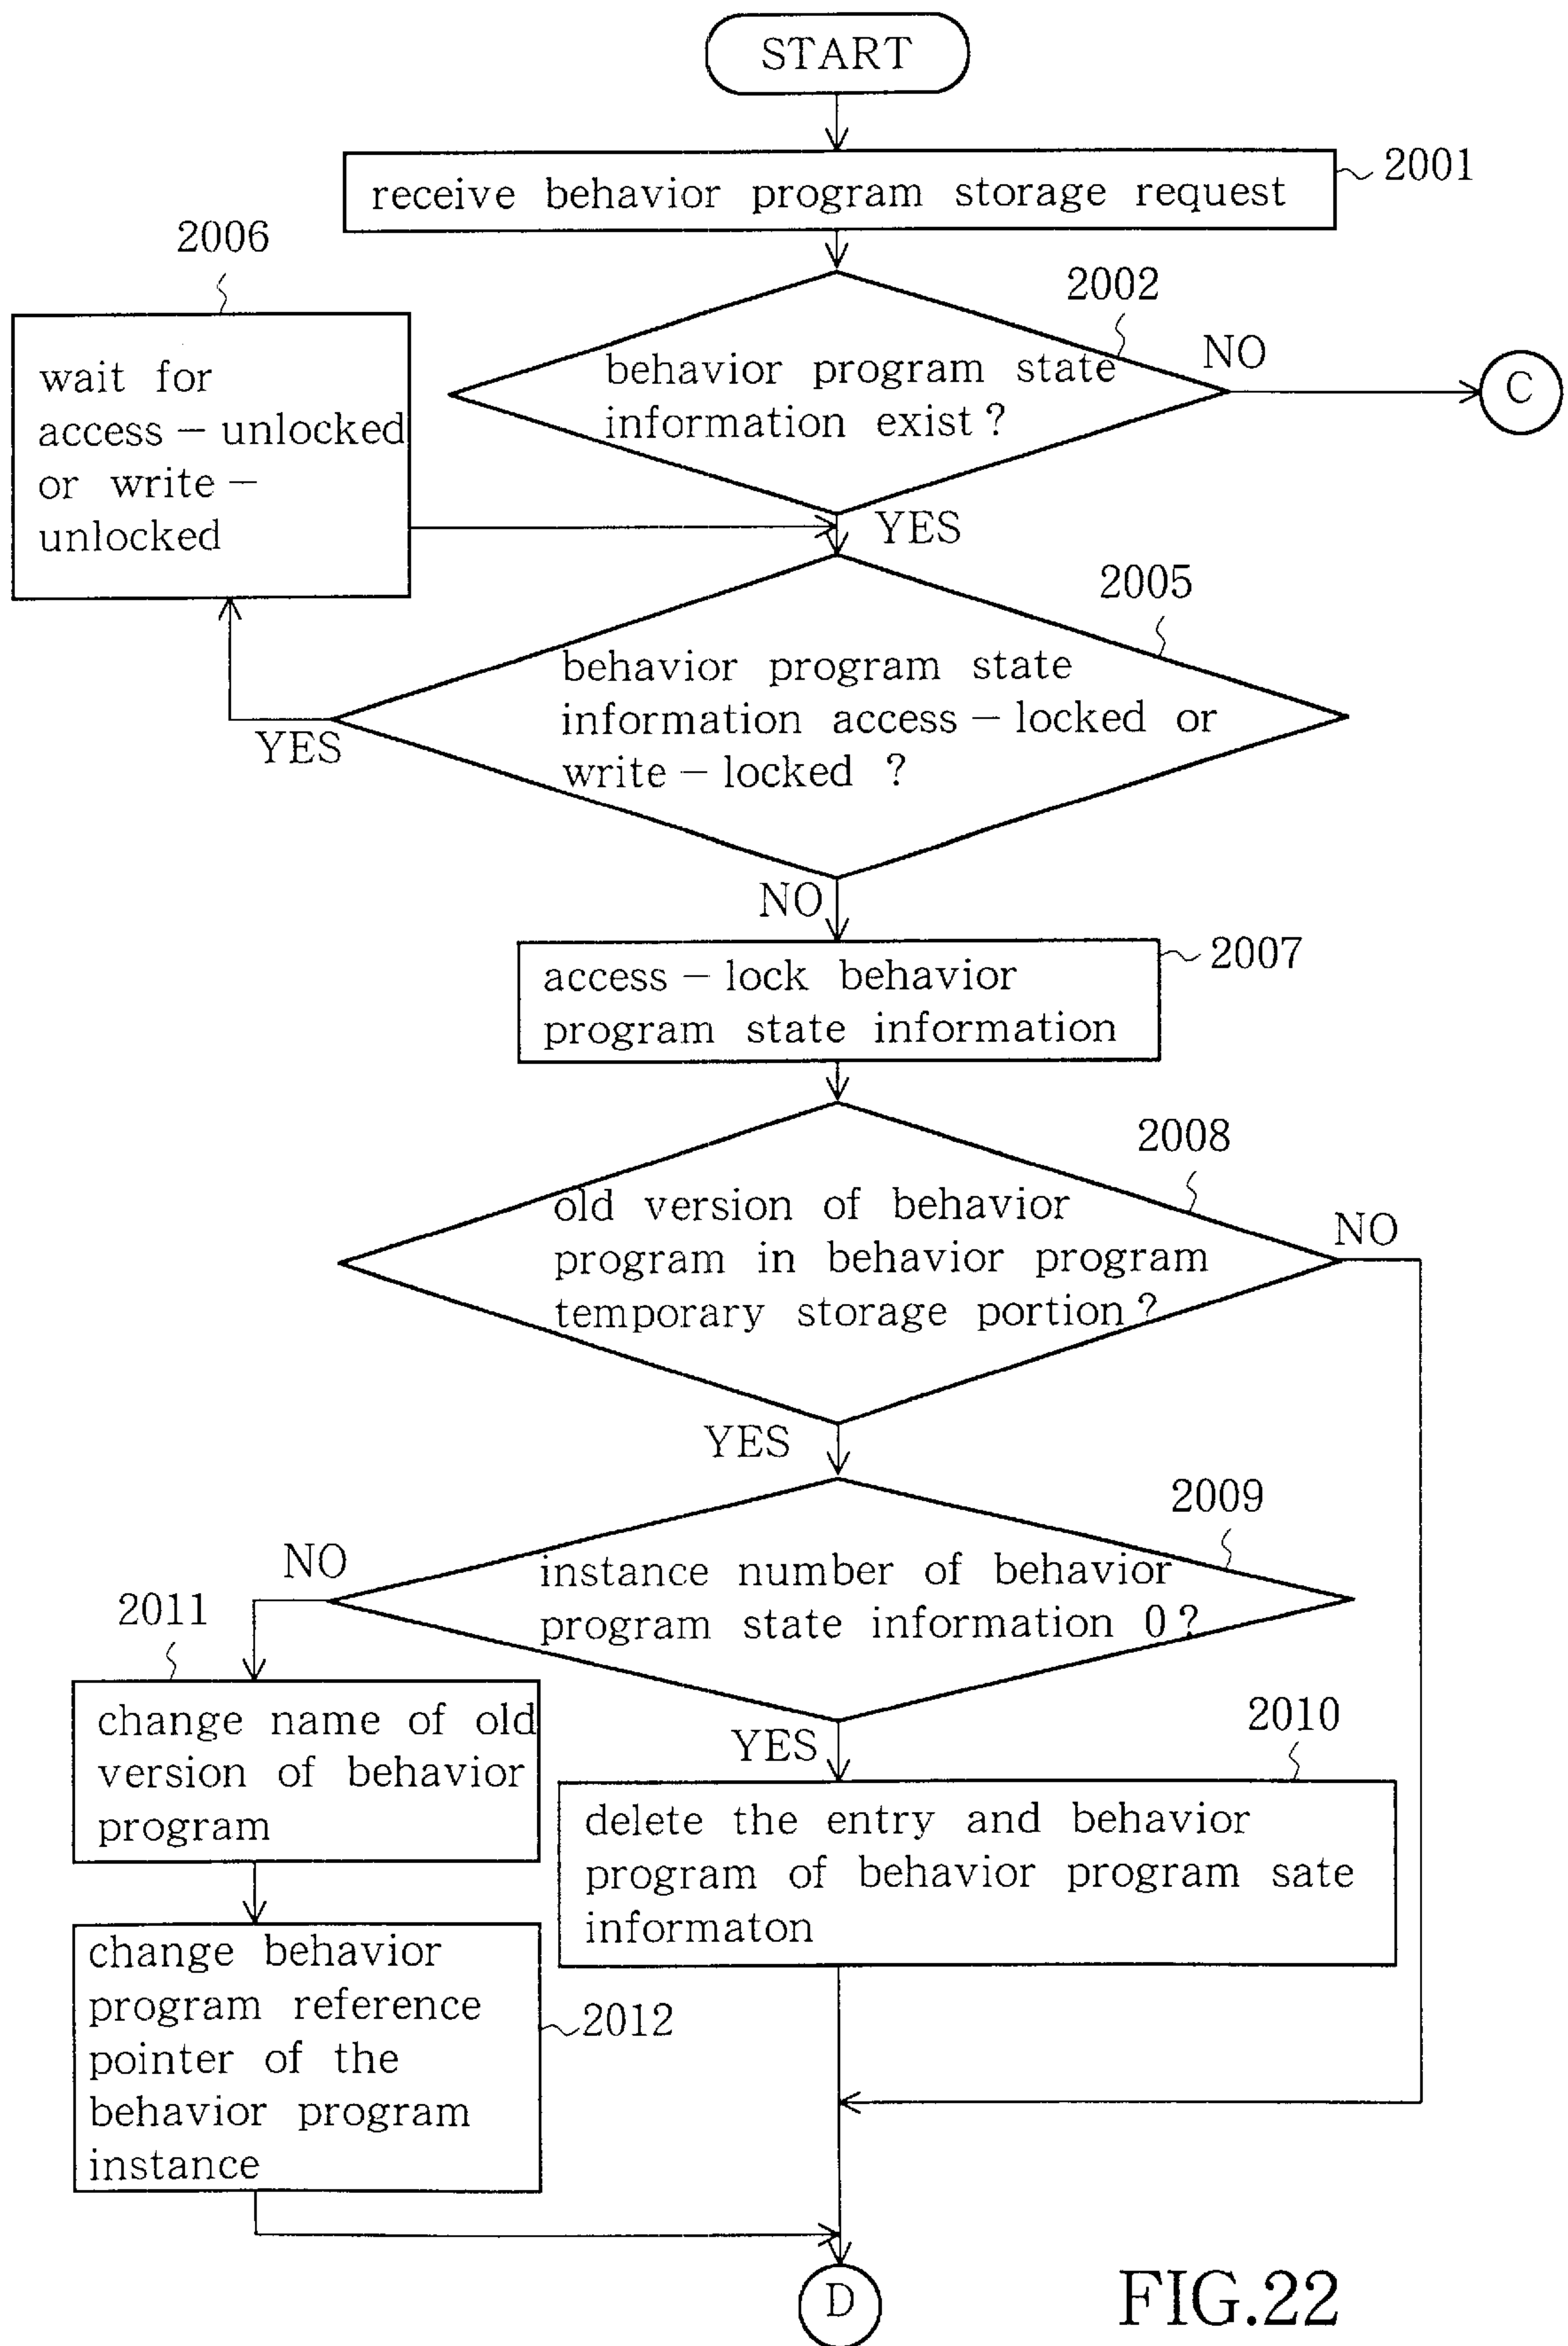 START
receive behavior program storage request
2001
2006
2002
wait for
access – unlocked
or write –
unlocked
behavior program state
information exist ?
NO
C
YES
2005
behavior program state
information access – locked or
write – locked ?
YES
NO
2007
access – lock behavior
program state information
2008
old version of behavior
program in behavior program
temporary storage portion ?
NO
YES
2009
instance number of behavior
program state information 0 ?
NO
2011
change name of old
version of behavior
program
YES
2010
delete the entry and behavior
program of behavior program sate
informaton
change behavior
program reference
pointer of the
behavior program
instance
2012
D
FIG.22